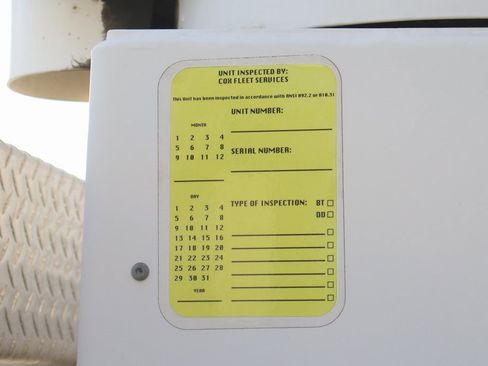 UNIT INSPECTED BY:
COX FLEET SERVICES
This Unit has been inspected in accordance with ANSI A92.2 or B18.31
UNIT NUMBER:
MONTH
1 2 3 4
5 6 7 8
9 10 11 12
SERIAL NUMBER:
DAY
1 2 3 4
5 6 7 8
9 10 11 12
13 14 15 16
17 18 19 20
21 22 23 24
25 26 27 28
29 30 31
YEAR
TYPE OF INSPECTION: BT
DD